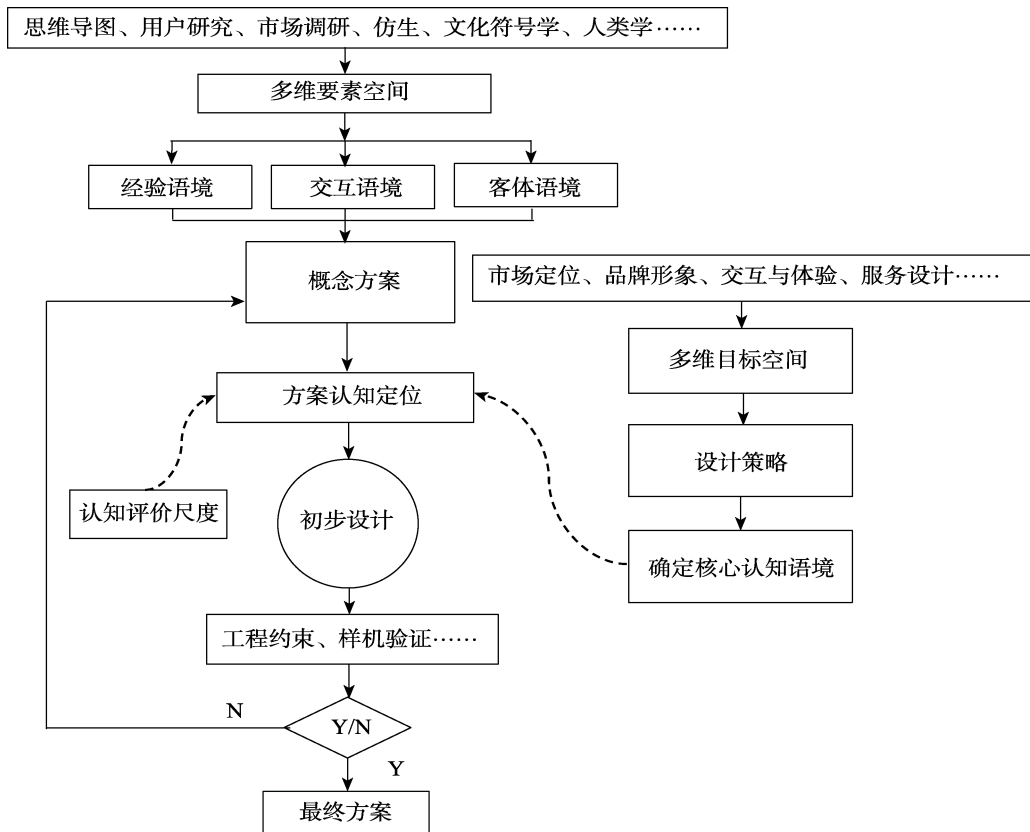 思维导图、用户研究、市场调研、仿生、文化符号学、人类学……
多维要素空间
经验语境
交互语境
客体语境
概念方案
市场定位、品牌形象、交互与体验、服务设计……
多维目标空间
方案认知定位
设计策略
认知评价尺度
初步设计
确定核心认知语境
工程约束、样机验证……
N
Y/N
Y
最终方案